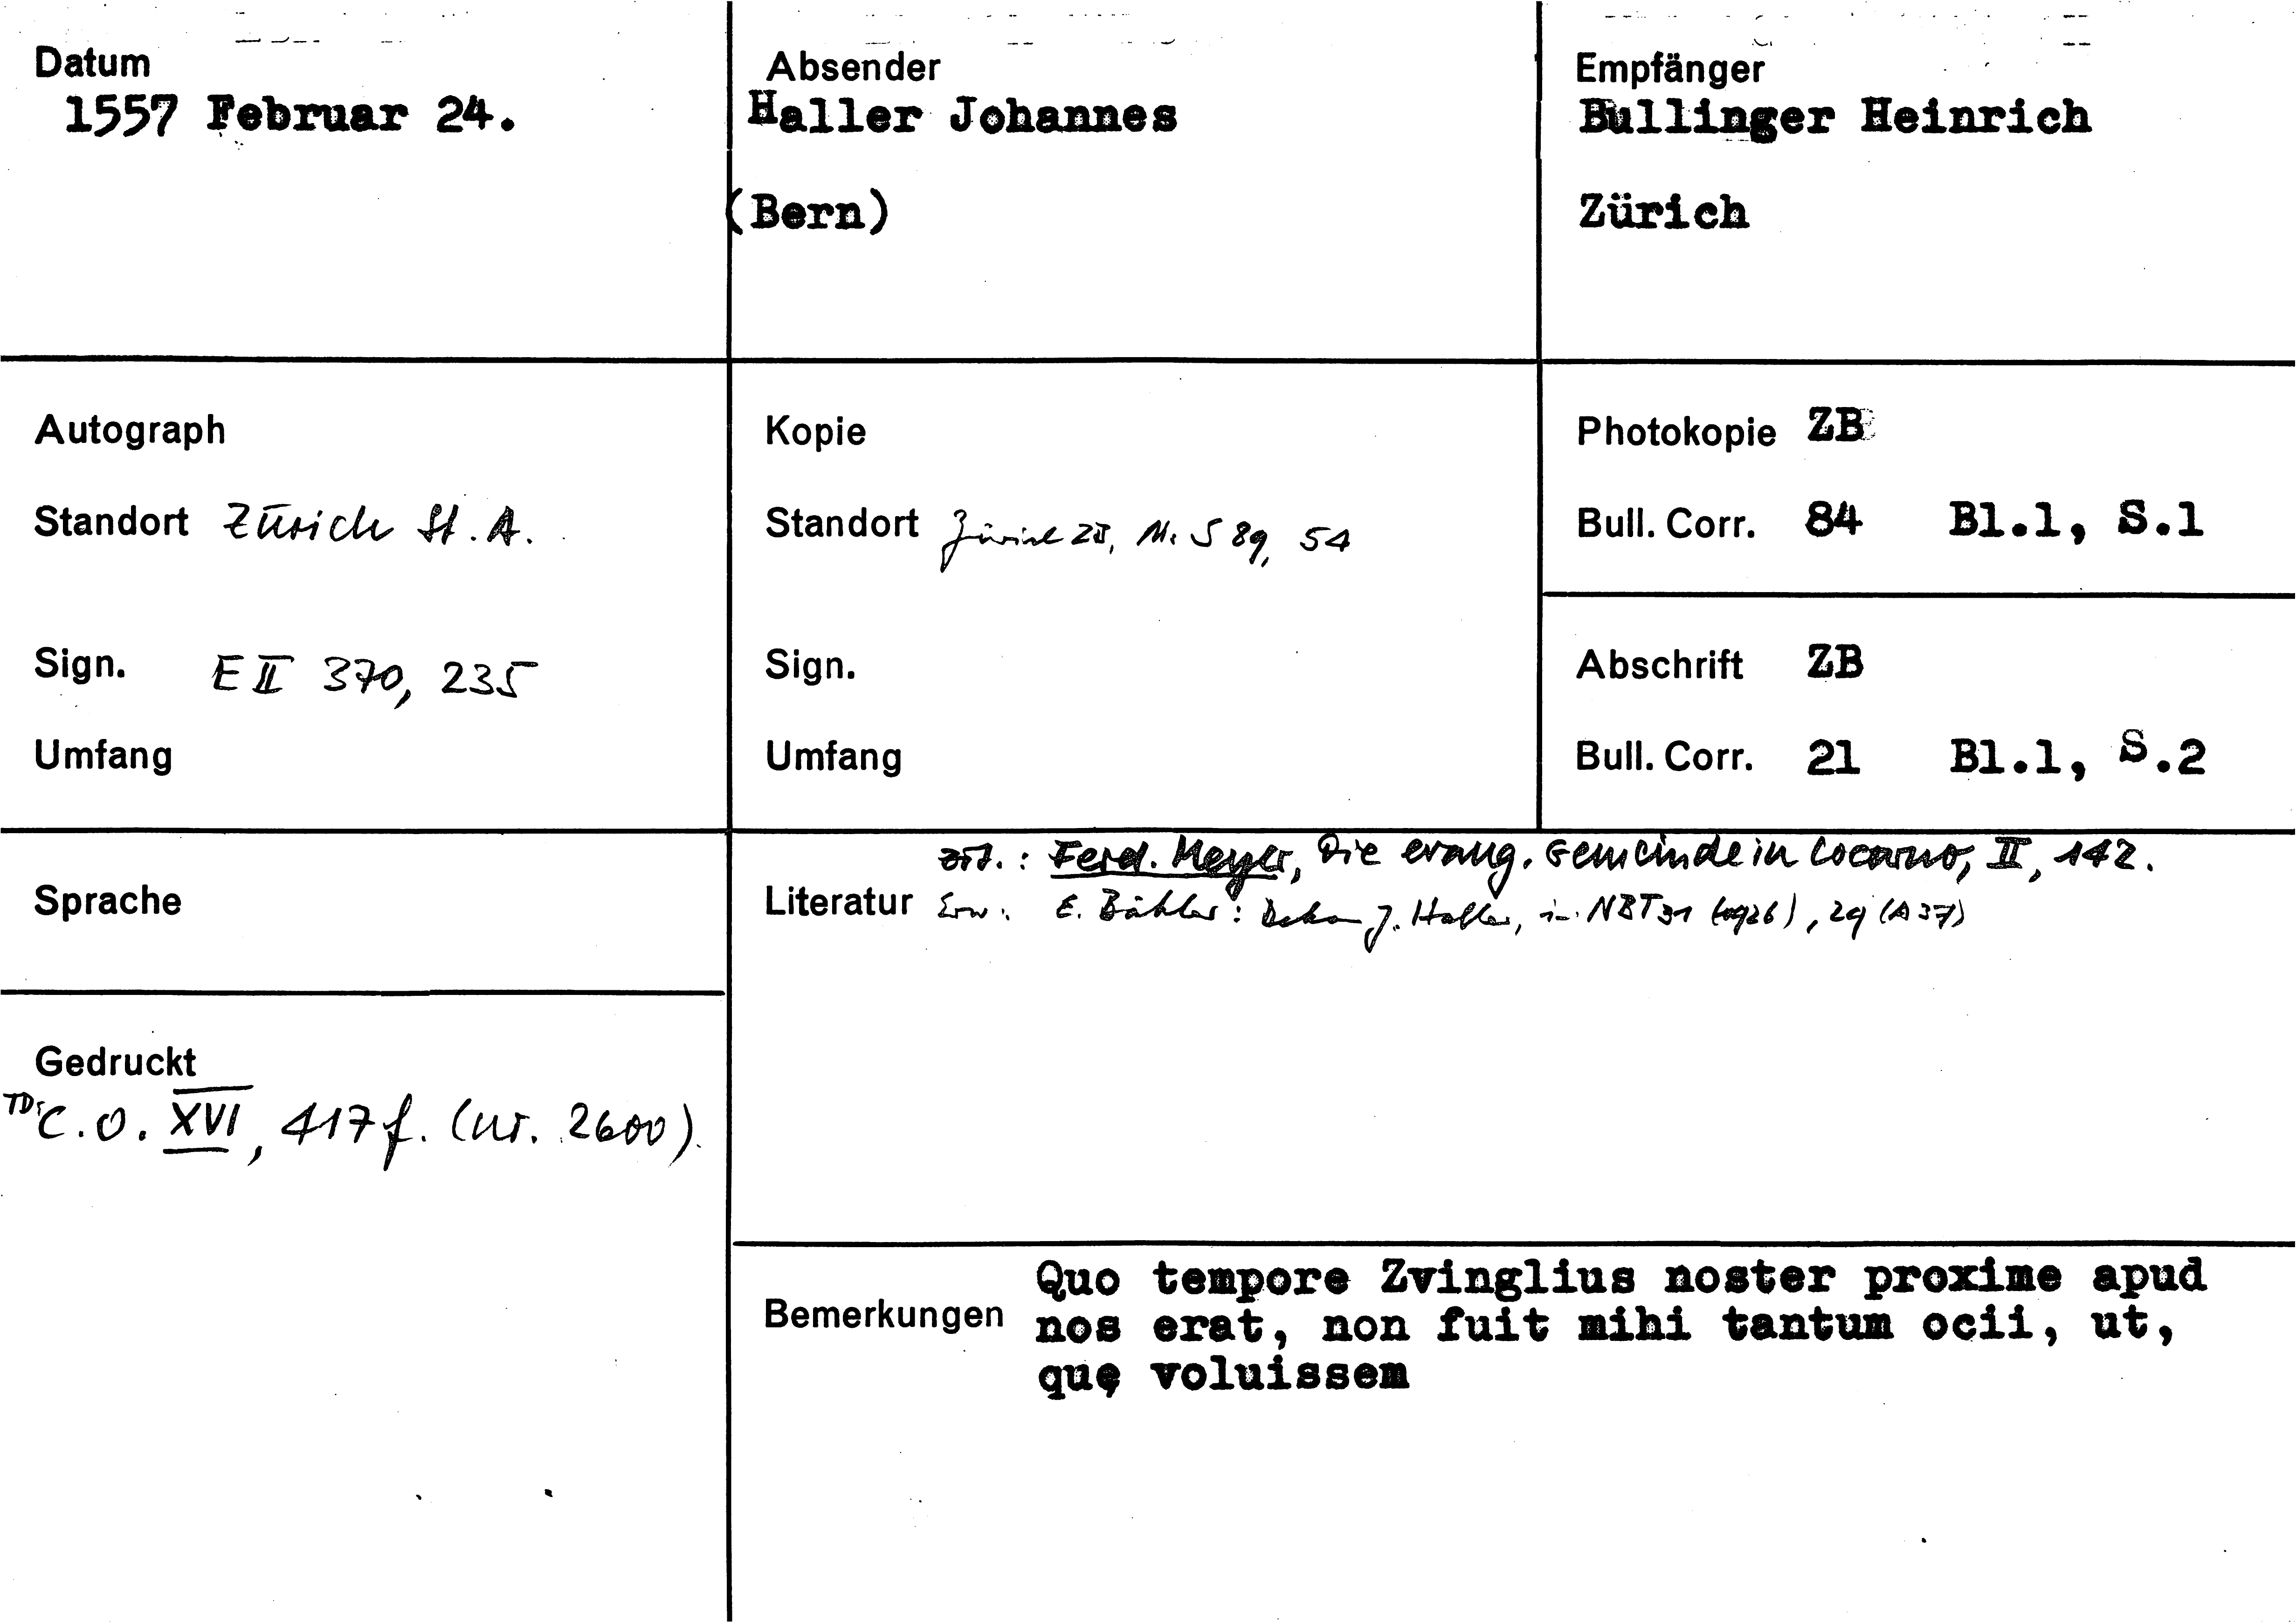 Datum
1557 Februar 24.
Absender
Haller Johannes
(Bern)
Empfänger
Bullinger Heinrich
Zürich
Autograph
Standort Zürich St. A.
Sign. E II 370, 235
Umfang
Kopie
Standort Zürich ZB, Ms S 89, 54
Sign.
Umfang
Photokopie ZB
Bull. Corr. 84 Bl.1, S.1
Abschrift ZB
Bull. Corr. 21 Bl.1, S.2
Sprache
Gedruckt
TD: C.O. XVI, 417 f. (Nr. 2600).
zit.: Ferd. Meyer, Die evang. Gemeinde in Locarno, II, 142.
Literatur Erw: E. Bähler: Dekan J. Haller, in: NBT 31 (1926), 29 (A 37)
Bemerkungen
Quo tempore Zvinglius noster proxime apud
nos erat, non fuit mihi tantum ocii, ut,
quę voluissem